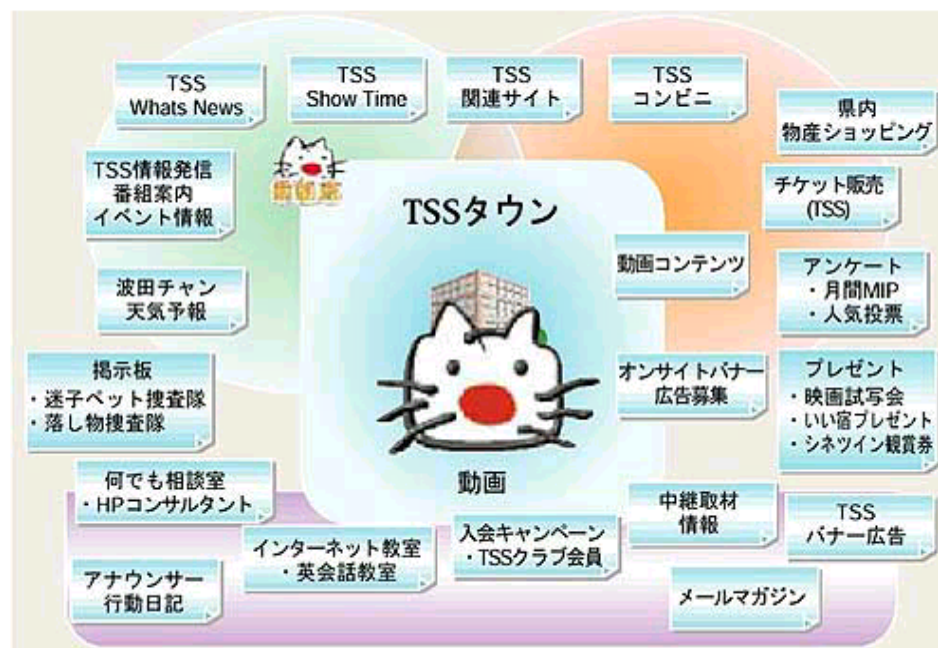 TSS
Whats News
TSS
Show Time
TSS
関連サイト
TSS
コンビニ
県内
物産ショッピング
TSS情報発信
番組案内
イベント情報
TSSタウン
チケット販売
(TSS)
動画コンテンツ
アンケート
・月間MIP
・人気投票
波田チャン
天気予報
掲示板
・迷子ペット捜査隊
・落し物捜査隊
オンサイトバナー
広告募集
プレゼント
・映画試写会
・いい宿プレゼント
・シネツイン観賞券
何でも相談室
・HPコンサルタント
動画
中継取材
情報
TSS
バナー広告
インターネット教室
・英会話教室
入会キャンペーン
・TSSクラブ会員
アナウンサー
行動日記
メールマガジン